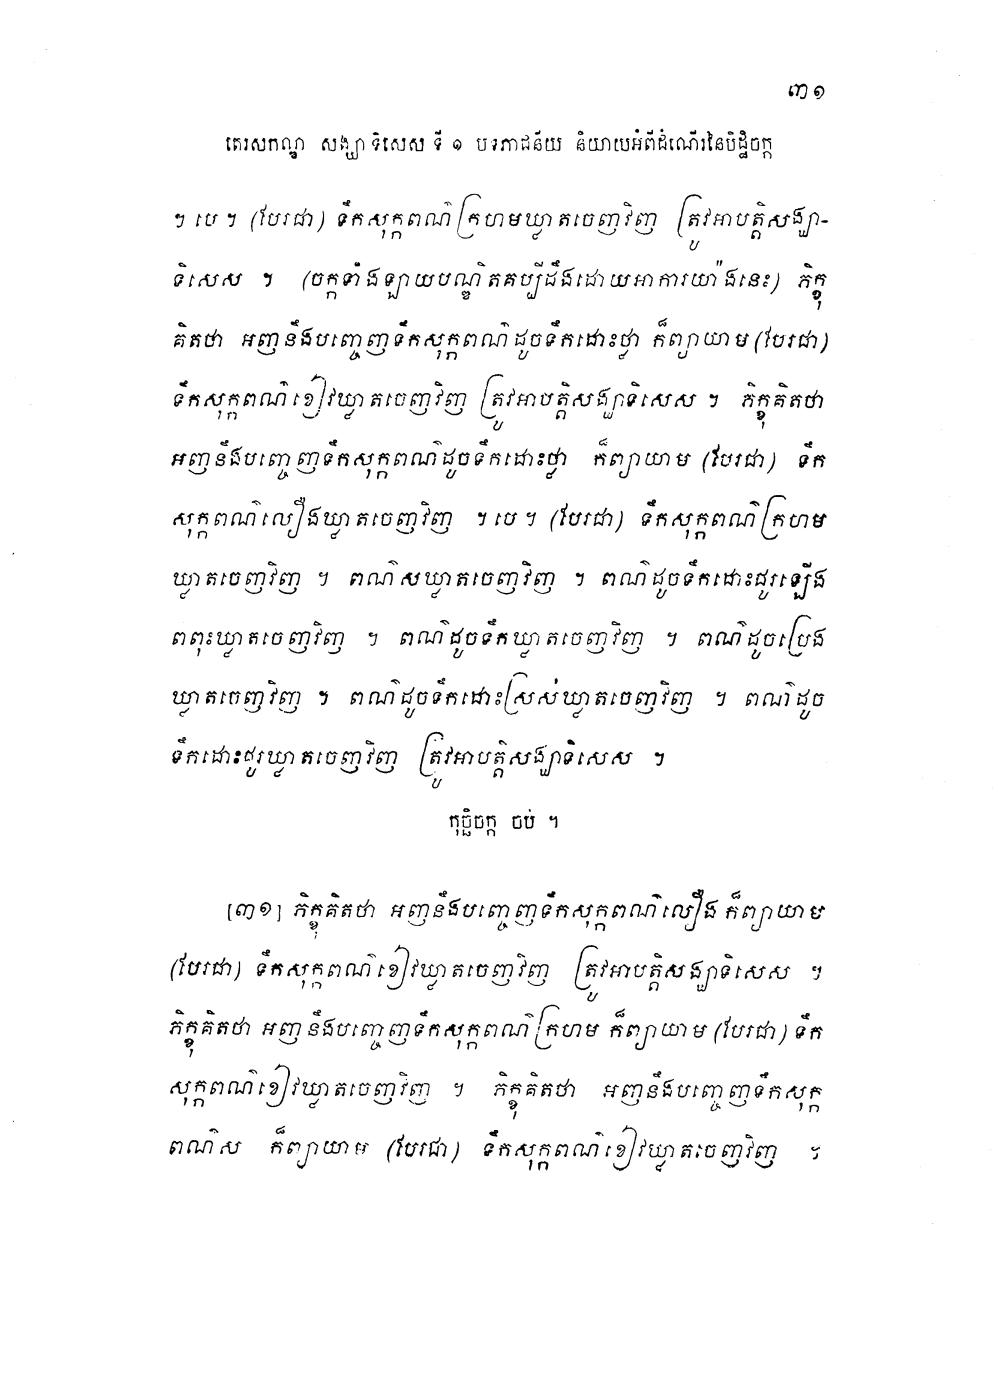 ៣១
តេរសកណ្ឌ សង្ឃាទិសេស ទី ១ បទភាជន័យ និយាយអំពីដំណើរនៃបិដ្ឋិចក្ក
។ បេ ។ (បែរជា) ទឹកសុក្កពណ៌ក្រហមឃ្លាតចេញវិញ ត្រូវអាបត្តិសង្ឃា-
ទិសេស ។ (ចក្កទាំងឡាយបណ្ឌិតគប្បីដឹងដោយអាការយ៉ាងនេះ) ភិក្ខុ
គិតថា អញនឹងបញ្ចេញទឹកសុក្កពណ៌ដូចទឹកដោះថ្លា ក៏ព្យាយាម (បែរជា)
ទឹកសុក្កពណ៌ខៀវឃ្លាតចេញវិញ ត្រូវអាបត្តិសង្ឃាទិសេស ។ ភិក្ខុគិតថា
អញនឹងបញ្ចេញទឹកសុក្កពណ៌ដូចទឹកដោះថ្លា ក៏ព្យាយាម (បែរជា) ទឹក
សុក្កពណ៌លឿងឃ្លាតចេញវិញ ។ បេ ។ (បែរជា) ទឹកសុក្កពណ៌ក្រហម
ឃ្លាតចេញវិញ ។ ពណ៌សឃ្លាតចេញវិញ ។ ពណ៌ដូចទឹកដោះជូរឡើង
ពពុះឃ្លាតចេញវិញ ។ ពណ៌ដូចទឹកឃ្លាតចេញវិញ ។ ពណ៌ដូចប្រេង
ឃ្លាតចេញវិញ ។ ពណ៌ដូចទឹកដោះស្រស់ឃ្លាតចេញវិញ ។ ពណ៌ដូច
ទឹកដោះជូរឃ្លាតចេញវិញ ត្រូវអាបត្តិសង្ឃាទិសេស ។
កុច្ឆិចក្ក ចប់ ។
[៣១] ភិក្ខុគិតថា អញនឹងបញ្ចេញទឹកសុក្កពណ៌លឿង ក៏ព្យាយាម
(បែរជា) ទឹកសុក្កពណ៌ខៀវឃ្លាតចេញវិញ ត្រូវអាបត្តិសង្ឃាទិសេស ។
ភិក្ខុគិតថា អញនឹងបញ្ចេញទឹកសុក្កពណ៌ក្រហម ក៏ព្យាយាម (បែរជា) ទឹក
សុក្កពណ៌ខៀវឃ្លាតចេញវិញ ។ ភិក្ខុគិតថា អញនឹងបញ្ចេញទឹកសុក្ក
ពណ៌ស ក៏ព្យាយាម (បែរជា) ទឹកសុក្កពណ៌ខៀវឃ្លាតចេញវិញ ។